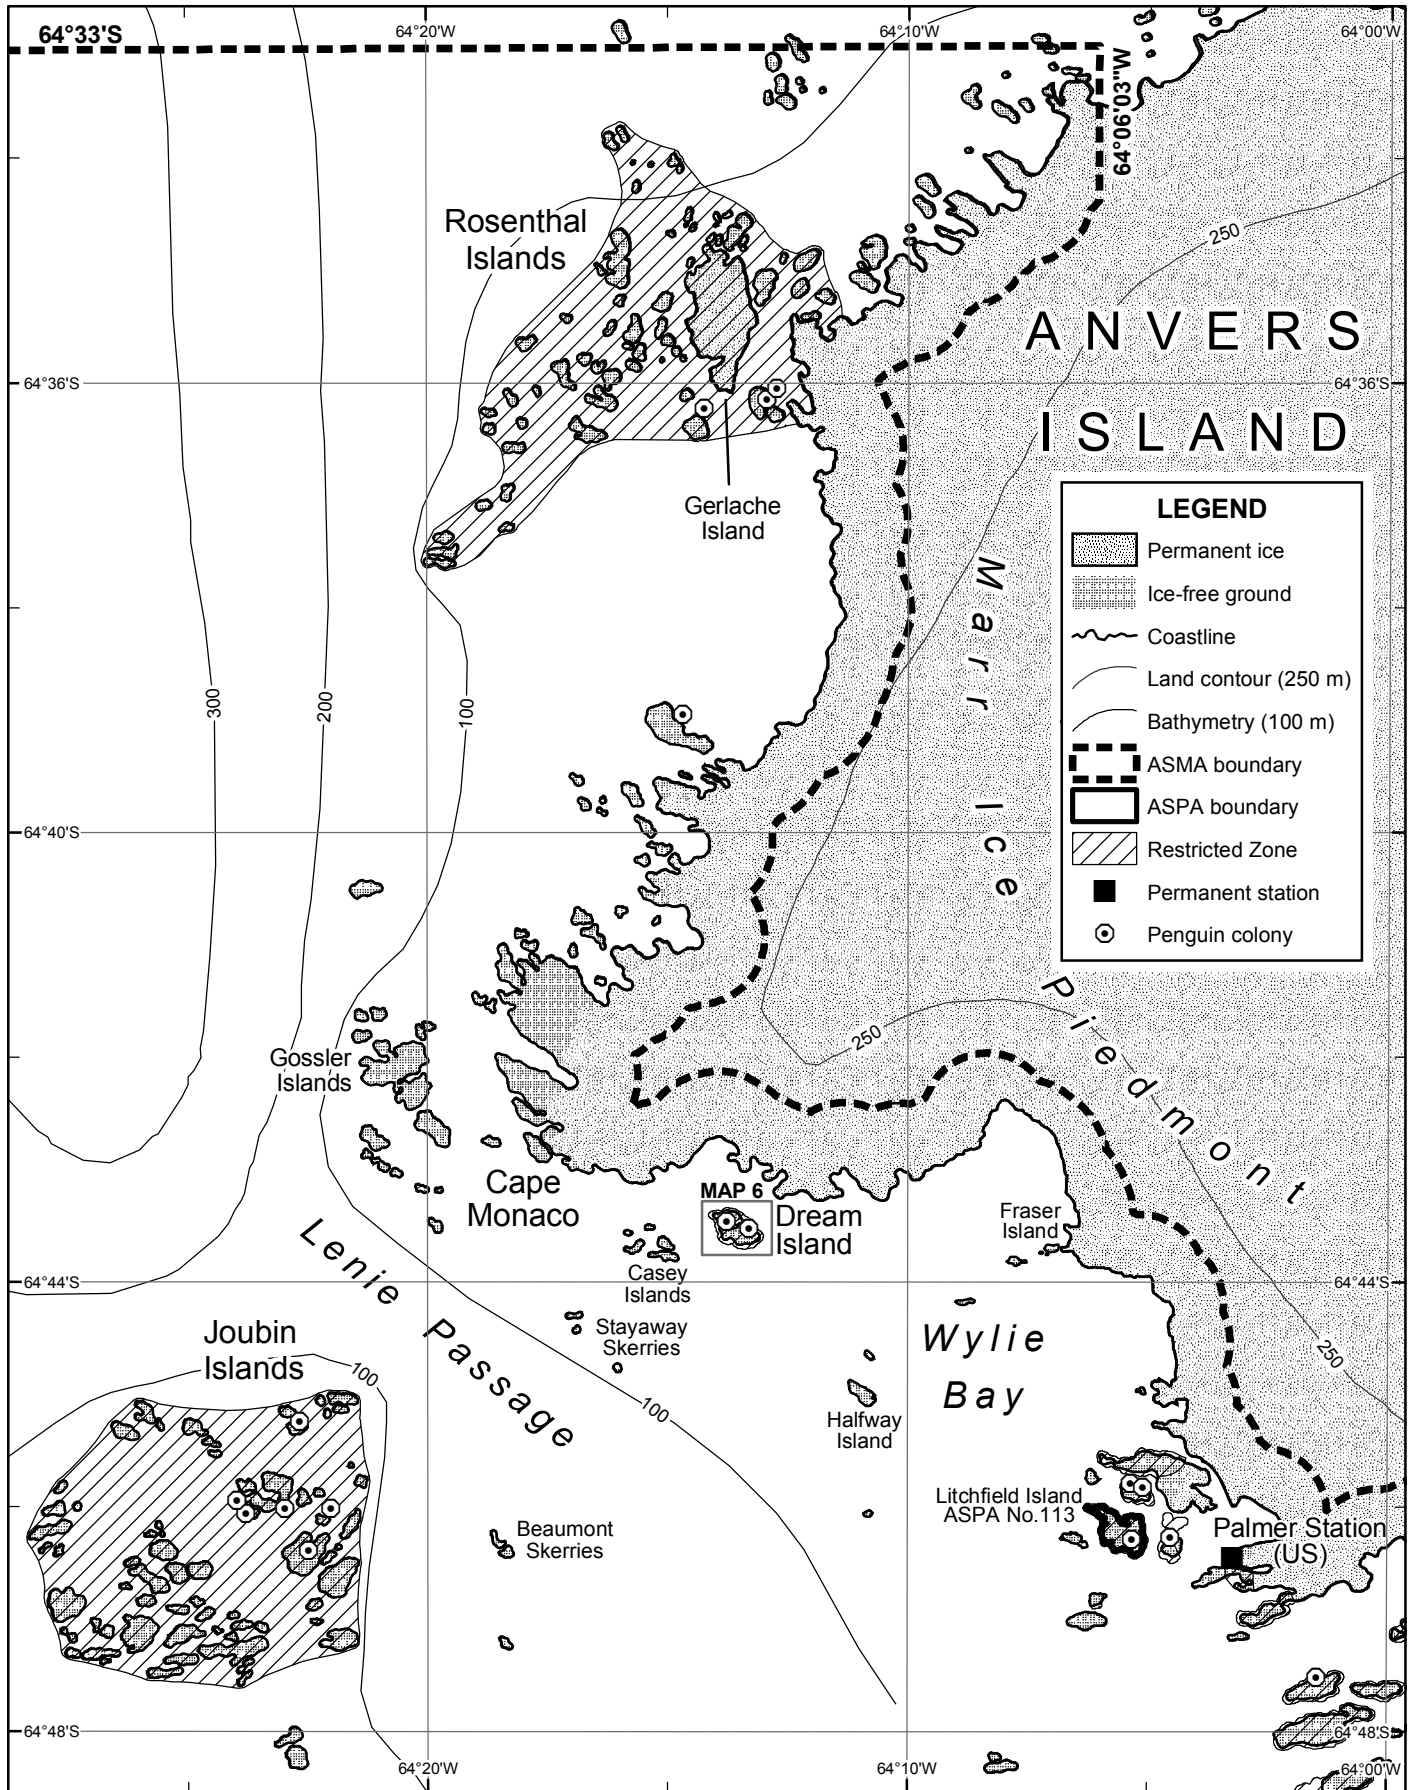 64°33'S
64°20'W
64°10'W
64°00'W
64°06'03"W
Rosenthal
Islands
250
ANVERS
64°36'S
64°36'S
ISLAND
Gerlache
Island
LEGEND
Permanent ice
Ice-free ground
Coastline
Land contour (250 m)
Bathymetry (100 m)
ASMA boundary
ASPA boundary
Restricted Zone
Permanent station
Penguin colony
Marr Ice Piedmont
300
200
100
64°40'S
64°40'S
250
Gossler
Islands
Cape
Monaco
MAP 6
Dream
Island
Fraser
Island
Lenie Passage
Casey
Islands
64°44'S
64°44'S
Stayaway
Skerries
Wylie
Bay
Joubin
Islands
100
100
250
Halfway
Island
Litchfield Island
ASPA No.113
Beaumont
Skerries
Palmer Station
(US)
64°48'S
64°48'S
64°20'W
64°10'W
64°00'W